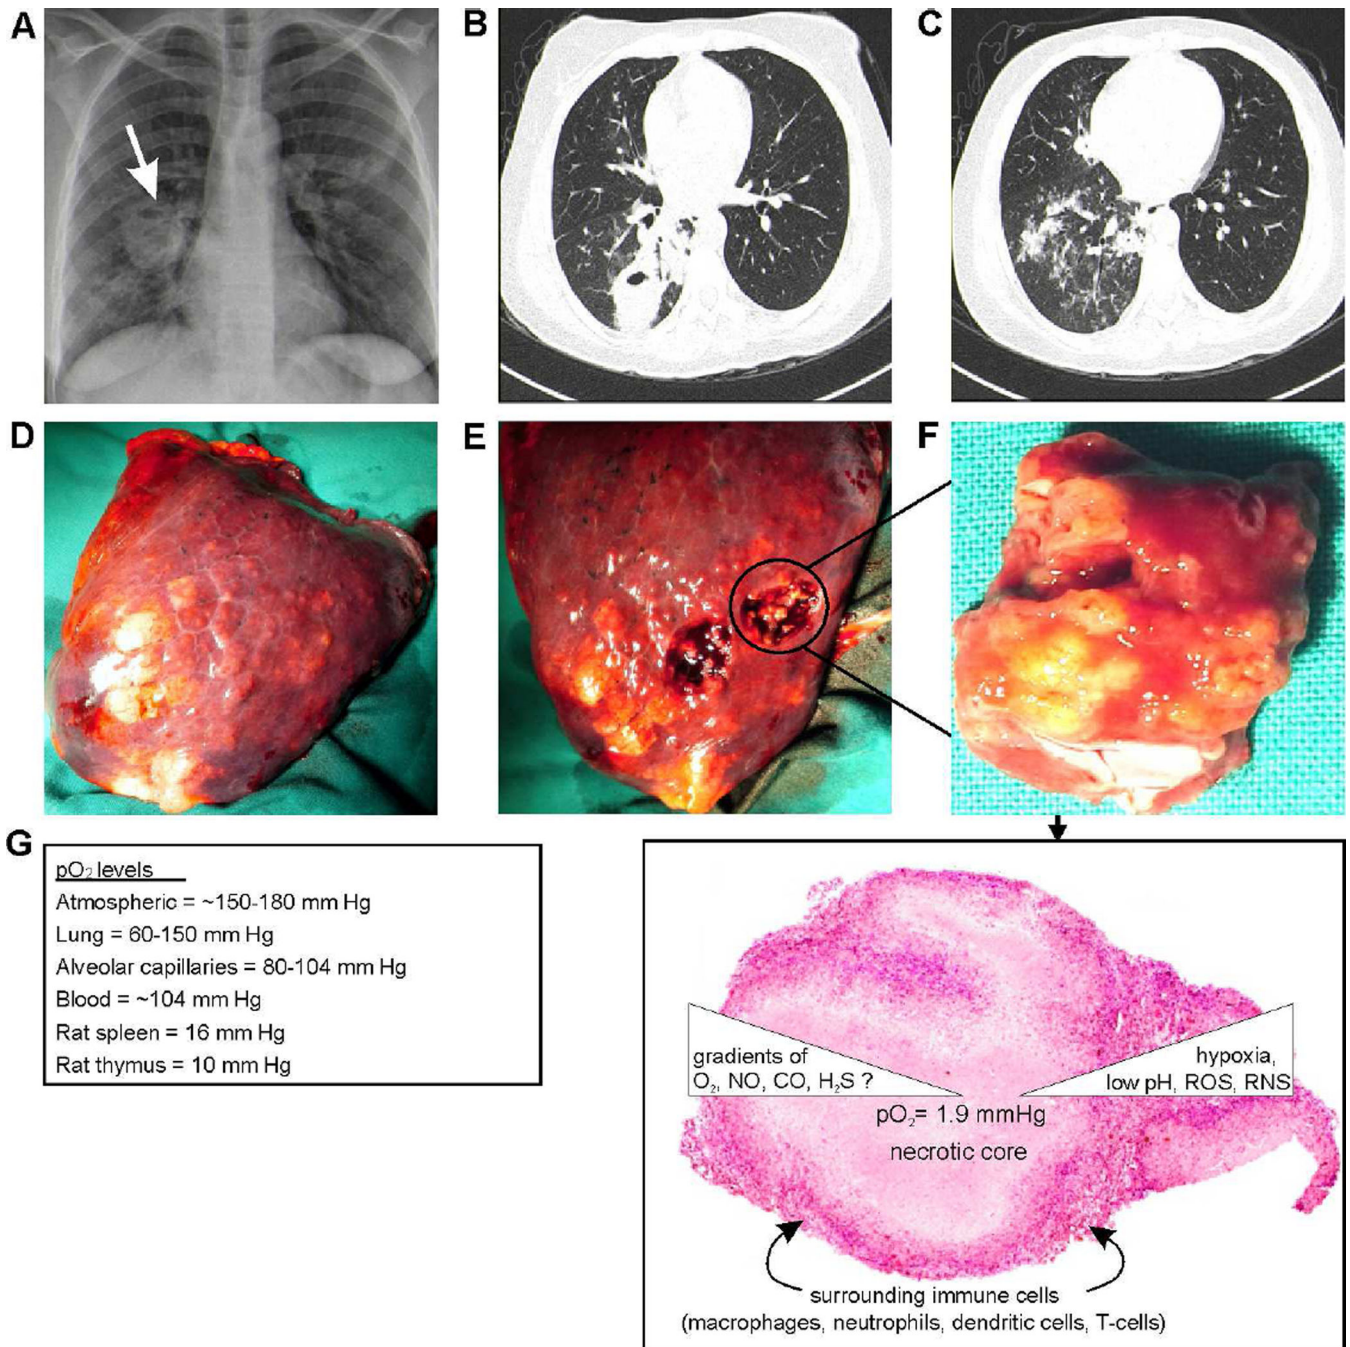 A
B
C
D
E
F
G
pO₂ levels
Atmospheric = ~150-180 mm Hg
Lung = 60-150 mm Hg
Alveolar capillaries = 80-104 mm Hg
Blood = ~104 mm Hg
Rat spleen = 16 mm Hg
Rat thymus = 10 mm Hg
gradients of
O₂, NO, CO, H₂S ?
hypoxia,
low pH, ROS, RNS
pO₂= 1.9 mmHg
necrotic core
surrounding immune cells
(macrophages, neutrophils, dendritic cells, T-cells)